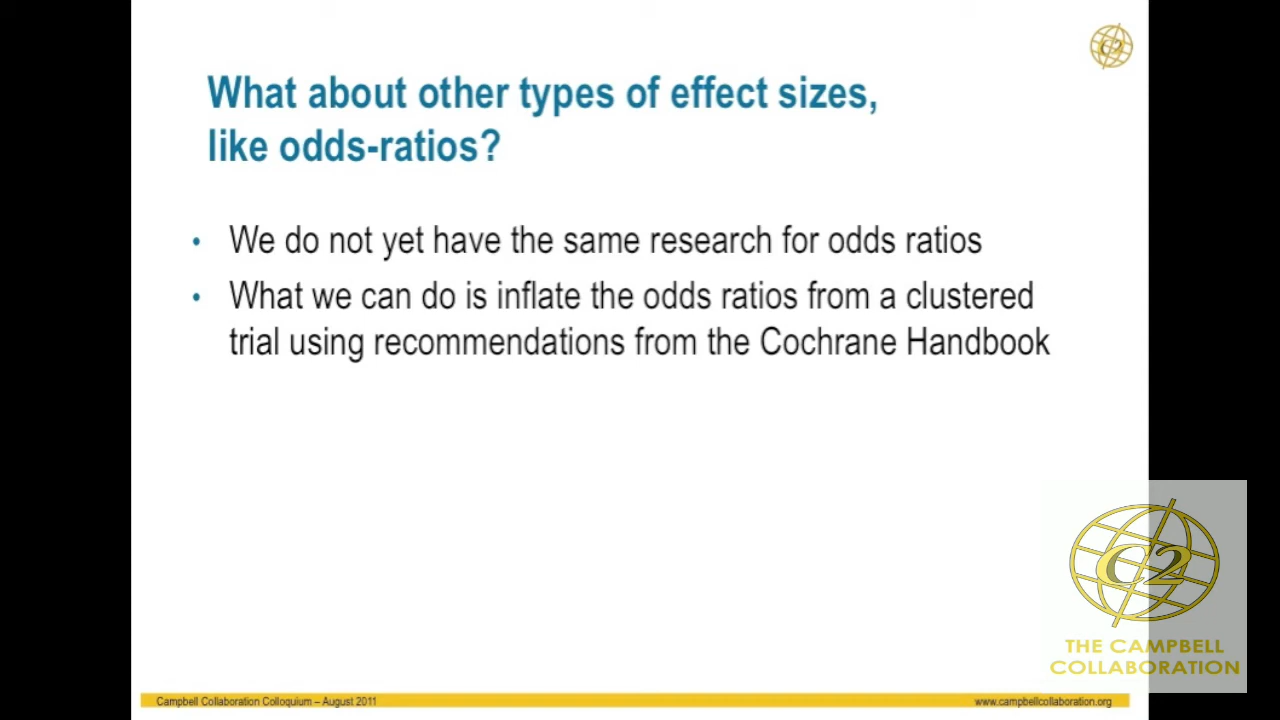 C2
What about other types of effect sizes,
like odds-ratios?
• We do not yet have the same research for odds ratios
• What we can do is inflate the odds ratios from a clustered
trial using recommendations from the Cochrane Handbook
C2
THE CAMPBELL
COLLABORATION
Campbell Collaboration Colloquium – August 2011
www.campbellcollaboration.org